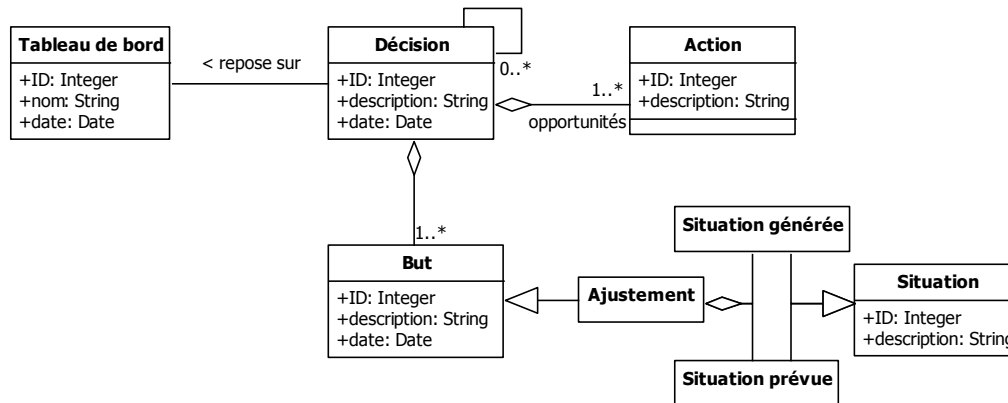 Tableau de bord
+ID: Integer
+nom: String
+date: Date
< repose sur
Décision
+ID: Integer
+description: String
+date: Date
0..*
1..*
opportunités
Action
+ID: Integer
+description: String
1..*
But
+ID: Integer
+description: String
+date: Date
Ajustement
Situation générée
Situation prévue
Situation
+ID: Integer
+description: String